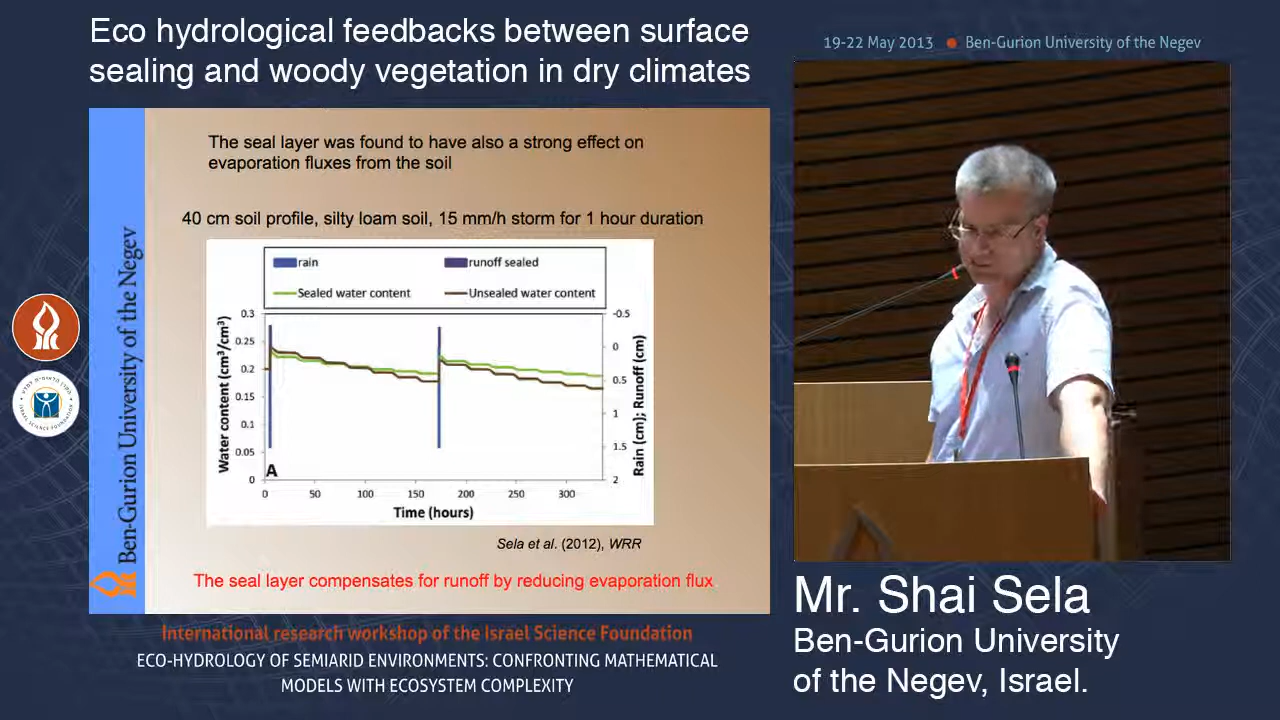 Eco hydrological feedbacks between surface
sealing and woody vegetation in dry climates
19-22 May 2013 ● Ben-Gurion University of the Negev
Ben-Gurion University of the Negev
The seal layer was found to have also a strong effect on
evaporation fluxes from the soil
40 cm soil profile, silty loam soil, 15 mm/h storm for 1 hour duration
rain
runoff sealed
Sealed water content
Unsealed water content
Water content (cm³/cm³)
0.3
0.25
0.2
0.15
0.1
0.05
0
A
-0.5
0
0.5
1
1.5
2
Rain (cm); Runoff (cm)
0 50 100 150 200 250 300
Time (hours)
Sela et al. (2012), WRR
The seal layer compensates for runoff by reducing evaporation flux
International research workshop of the Israel Science Foundation
ECO-HYDROLOGY OF SEMIARID ENVIRONMENTS: CONFRONTING MATHEMATICAL
MODELS WITH ECOSYSTEM COMPLEXITY
Mr. Shai Sela
Ben-Gurion University
of the Negev, Israel.